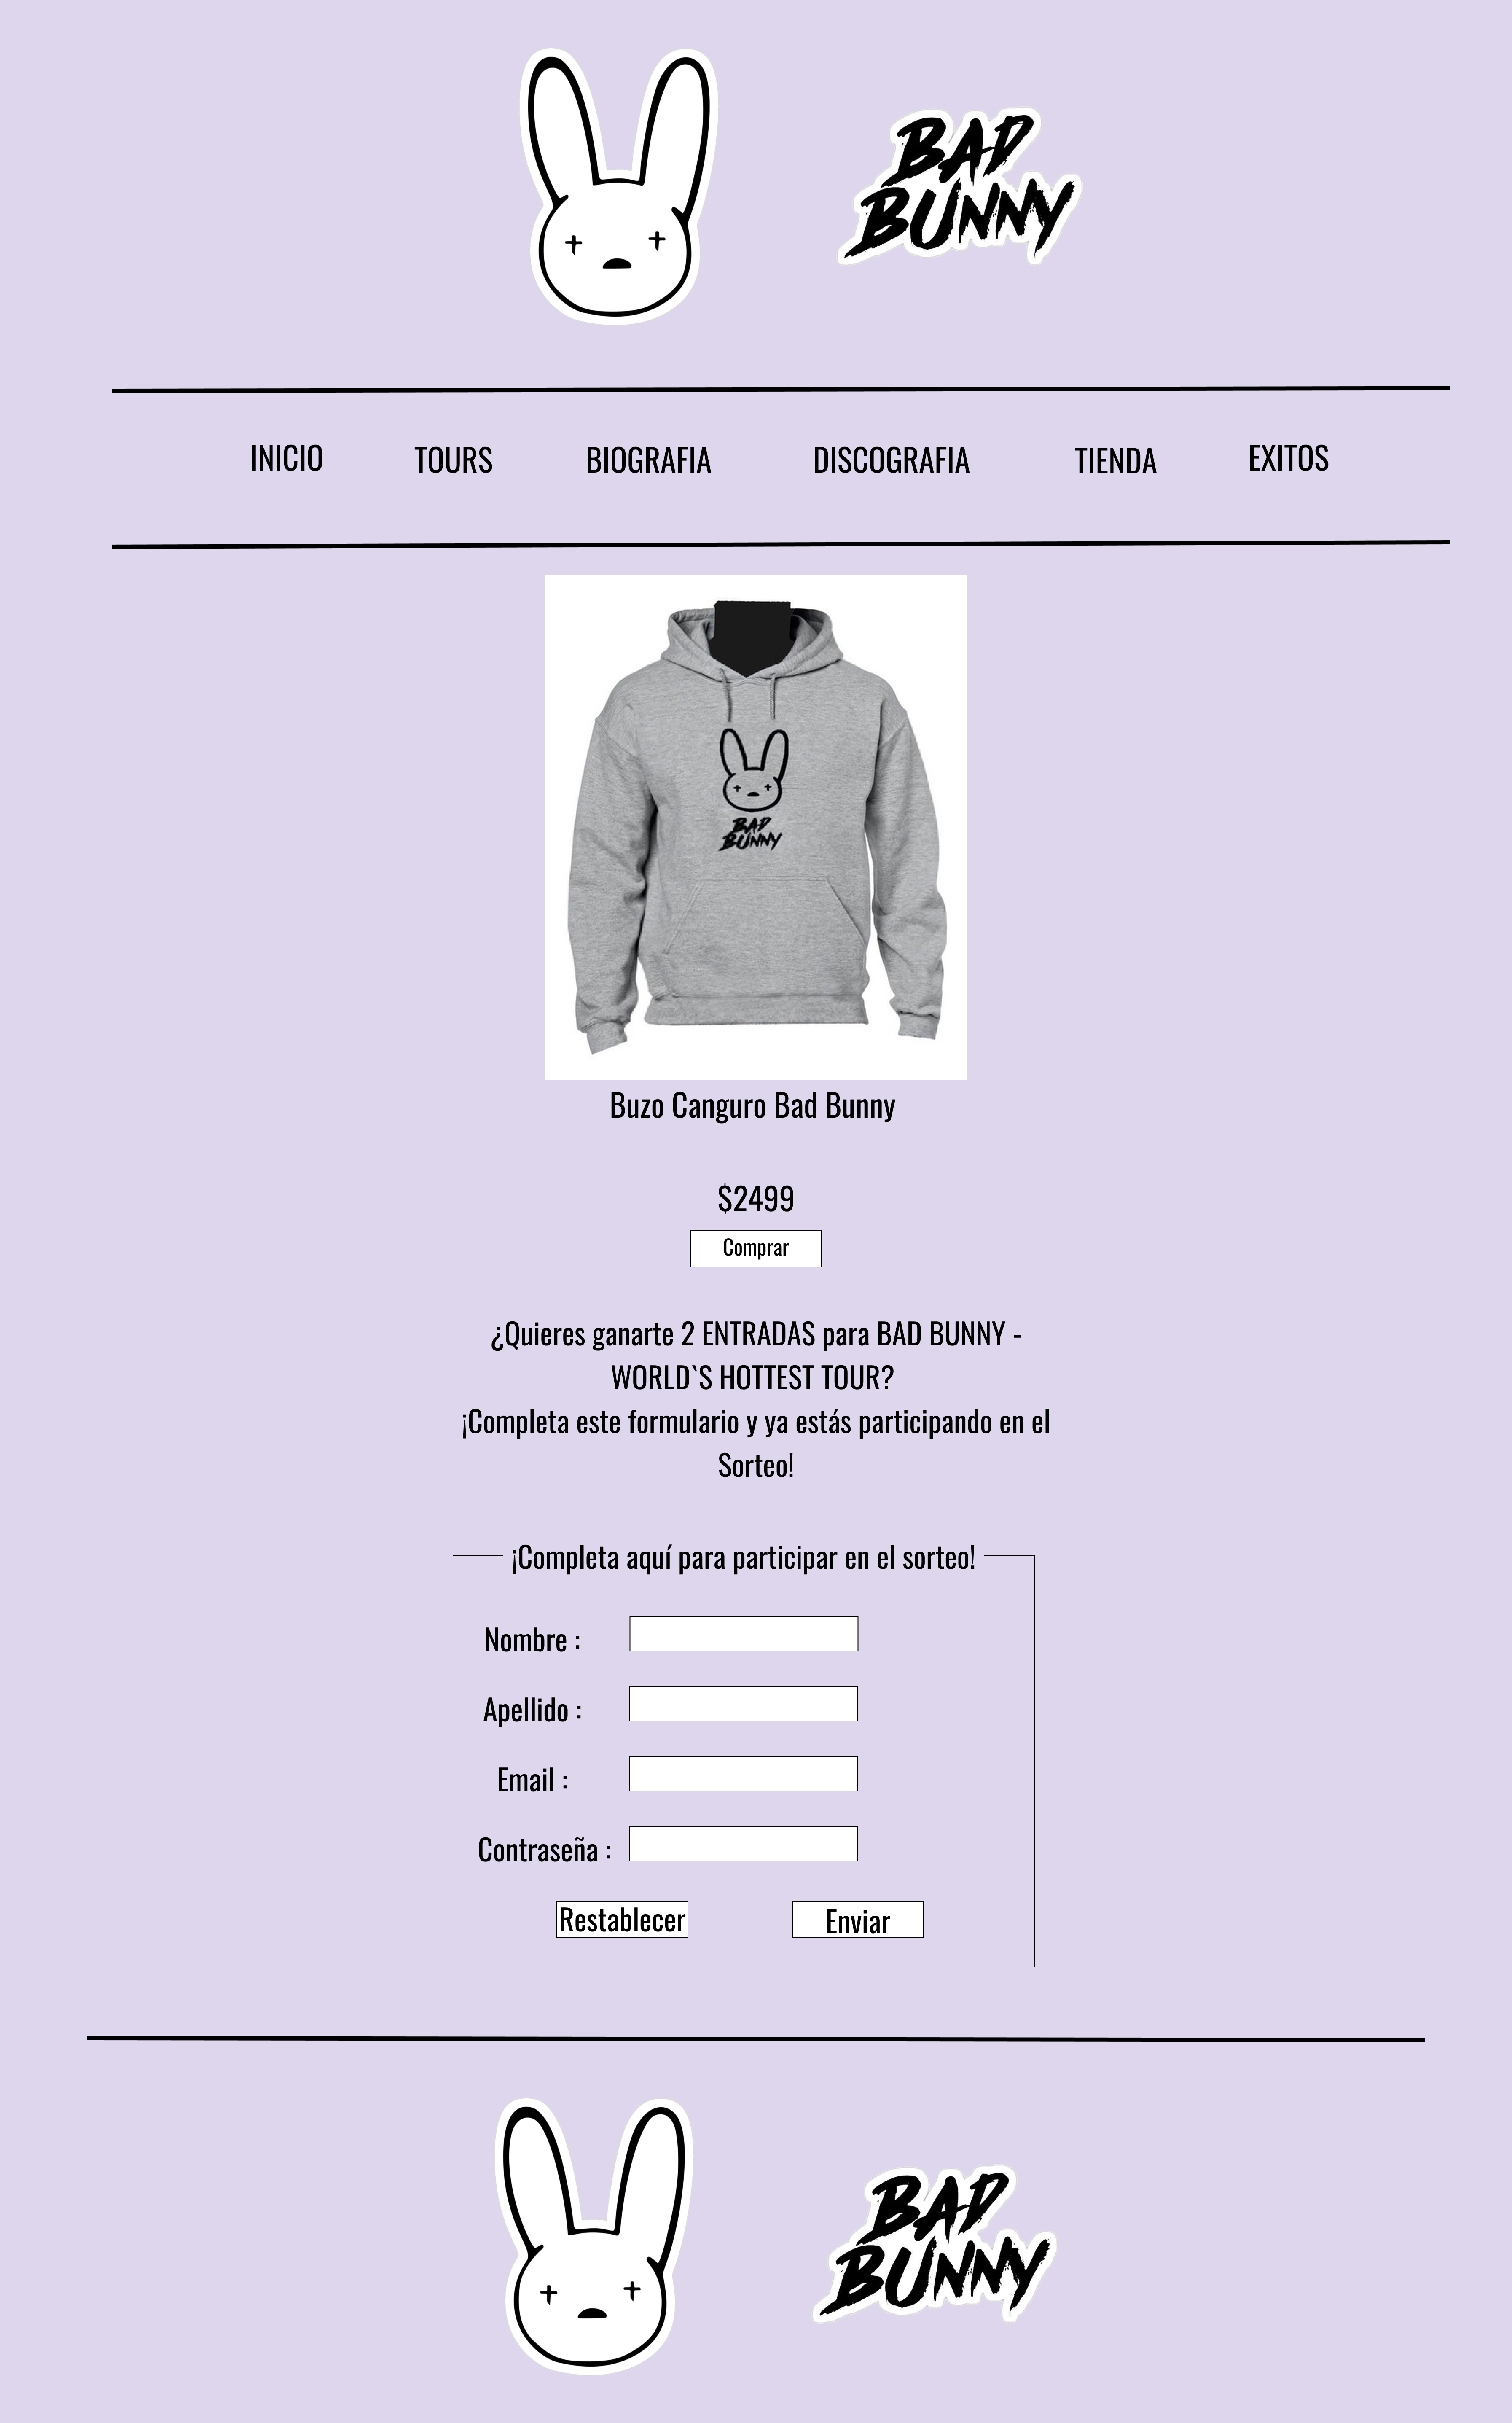 BAD
BUNNY
INICIO TOURS BIOGRAFIA DISCOGRAFIA TIENDA EXITOS
BAD
BUNNY
Buzo Canguro Bad Bunny
$2499
Comprar
¿Quieres ganarte 2 ENTRADAS para BAD BUNNY -
WORLD`S HOTTEST TOUR?
¡Completa este formulario y ya estás participando en el
Sorteo!
¡Completa aquí para participar en el sorteo!
Nombre :
Apellido :
Email :
Contraseña :
Restablecer Enviar
BAD
BUNNY